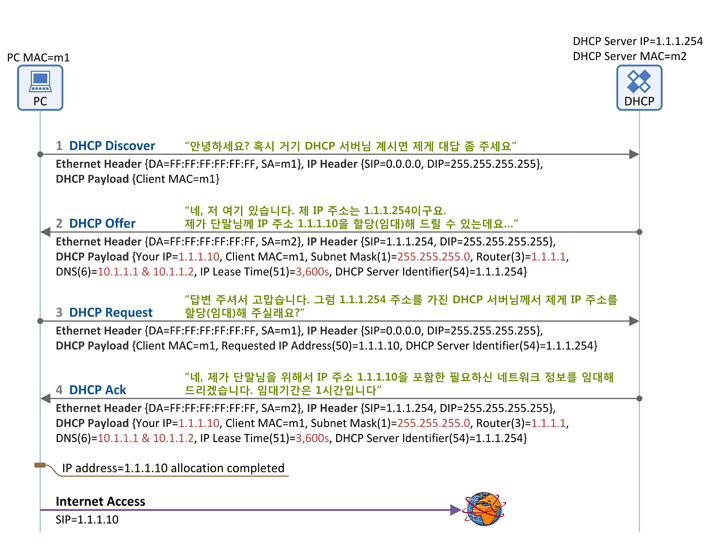 DHCP Server IP=1.1.1.254
PC MAC=m1
DHCP Server MAC=m2
PC
DHCP
1 DHCP Discover
“안녕하세요? 혹시 거기 DHCP 서버님 계시면 제게 대답 좀 주세요”
Ethernet Header {DA=FF:FF:FF:FF:FF:FF, SA=m1}, IP Header {SIP=0.0.0.0, DIP=255.255.255.255},
DHCP Payload {Client MAC=m1}
“네, 저 여기 있습니다. 제 IP 주소는 1.1.1.254이구요.
2 DHCP Offer
제가 단말님께 IP 주소 1.1.1.10을 할당(임대)해 드릴 수 있는데요...”
Ethernet Header {DA=FF:FF:FF:FF:FF:FF, SA=m2}, IP Header {SIP=1.1.1.254, DIP=255.255.255.255},
DHCP Payload {Your IP=1.1.1.10, Client MAC=m1, Subnet Mask(1)=255.255.255.0, Router(3)=1.1.1.1,
DNS(6)=10.1.1.1 & 10.1.1.2, IP Lease Time(51)=3,600s, DHCP Server Identifier(54)=1.1.1.254}
“답변 주셔서 고맙습니다. 그럼 1.1.1.254 주소를 가진 DHCP 서버님께서 제게 IP 주소를
3 DHCP Request
할당(임대)해 주실래요?”
Ethernet Header {DA=FF:FF:FF:FF:FF:FF, SA=m1}, IP Header {SIP=0.0.0.0, DIP=255.255.255.255},
DHCP Payload {Client MAC=m1, Requested IP Address(50)=1.1.1.10, DHCP Server Identifier(54)=1.1.1.254}
“네, 제가 단말님을 위해서 IP 주소 1.1.1.10을 포함한 필요하신 네트워크 정보를 임대해
4 DHCP Ack
드리겠습니다. 임대기간은 1시간입니다”
Ethernet Header {DA=FF:FF:FF:FF:FF:FF, SA=m2}, IP Header {SIP=1.1.1.254, DIP=255.255.255.255},
DHCP Payload {Your IP=1.1.1.10, Client MAC=m1, Subnet Mask(1)=255.255.255.0, Router(3)=1.1.1.1,
DNS(6)=10.1.1.1 & 10.1.1.2, IP Lease Time(51)=3,600s, DHCP Server Identifier(54)=1.1.1.254}
IP address=1.1.1.10 allocation completed
Internet Access
SIP=1.1.1.10